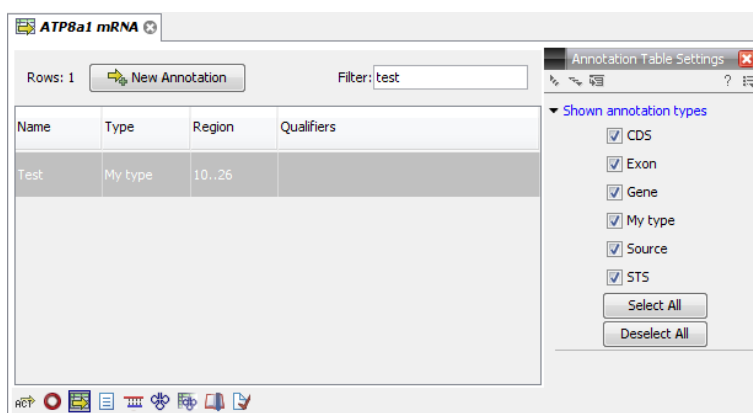 ATP8a1 mRNA
Rows: 1 New Annotation Filter: test
Name Type Region Qualifiers
Test My type 10..26
Annotation Table Settings
?
Shown annotation types
CDS
Exon
Gene
My type
Source
STS
Select All
Deselect All
ACT